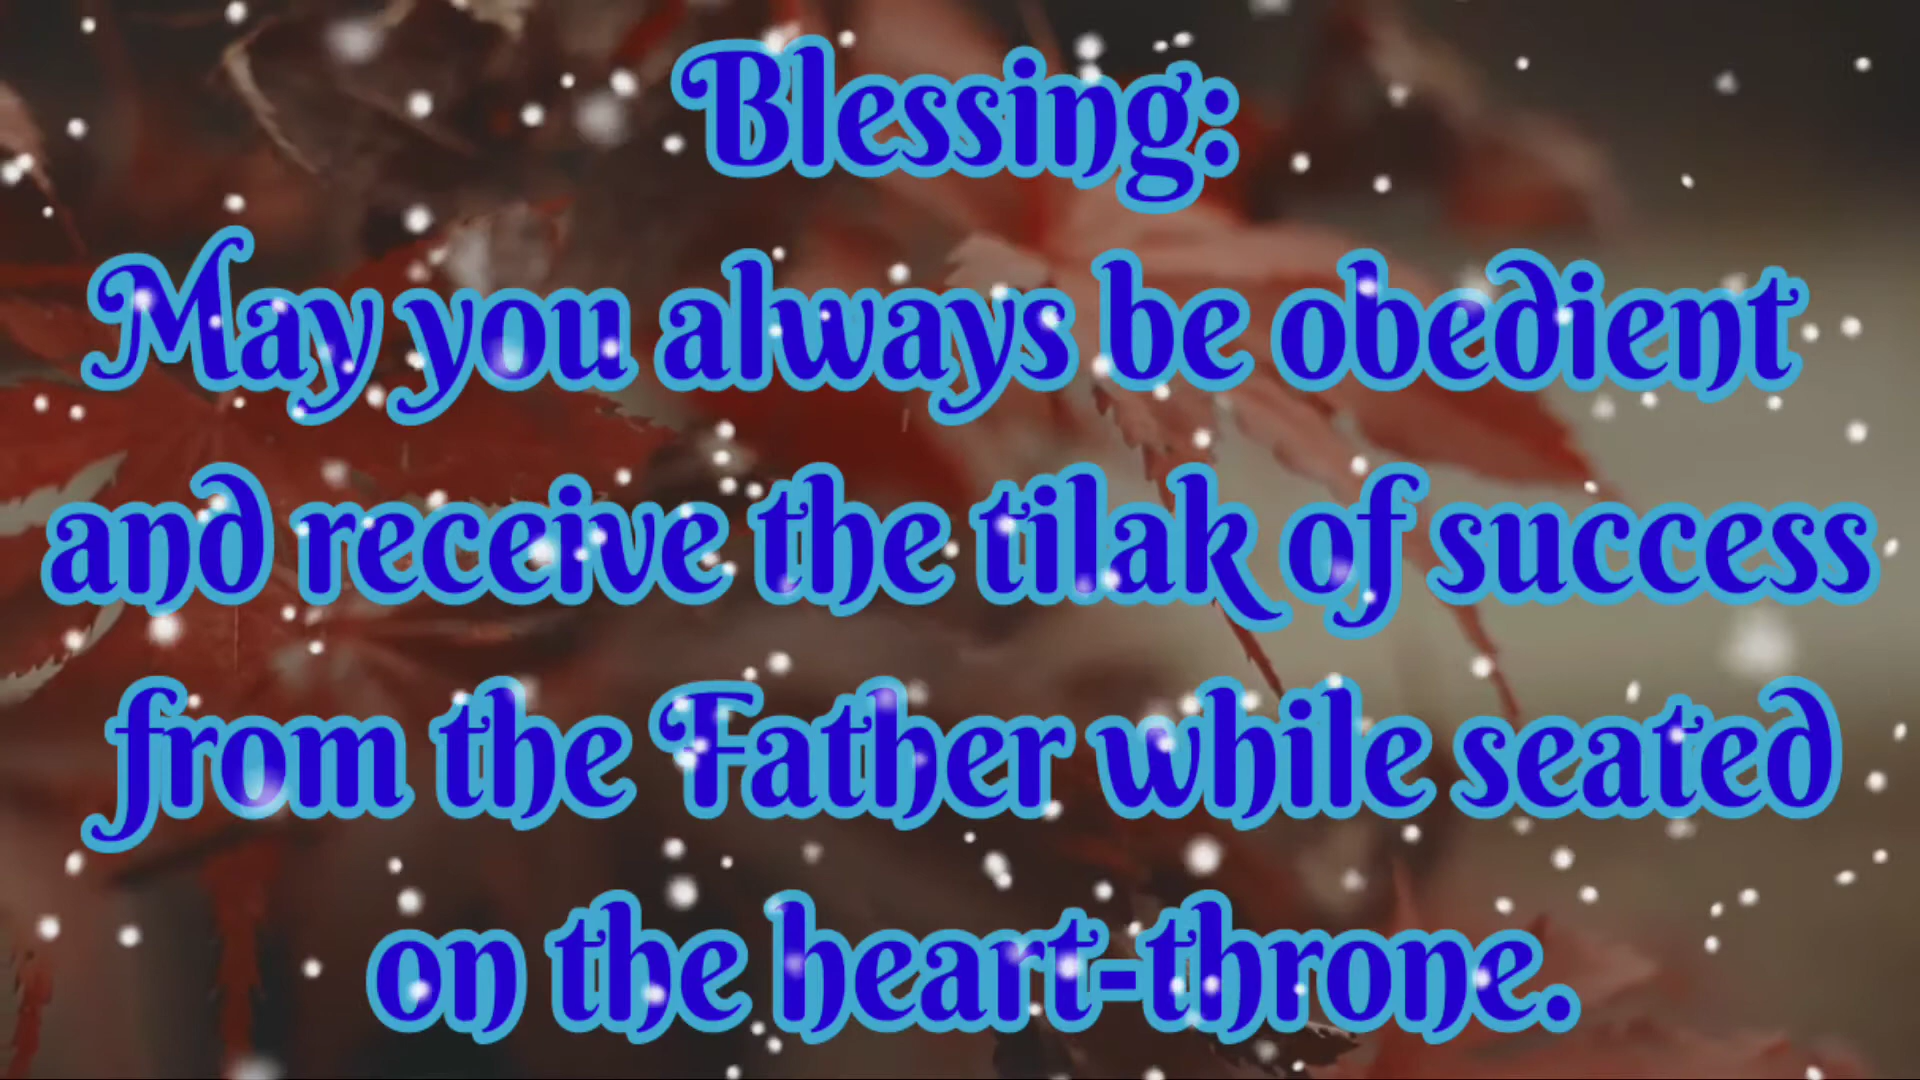 Blessing:
May you always be obedient
and receive the tilak of success
from the Father while seated
on the heart-throne.